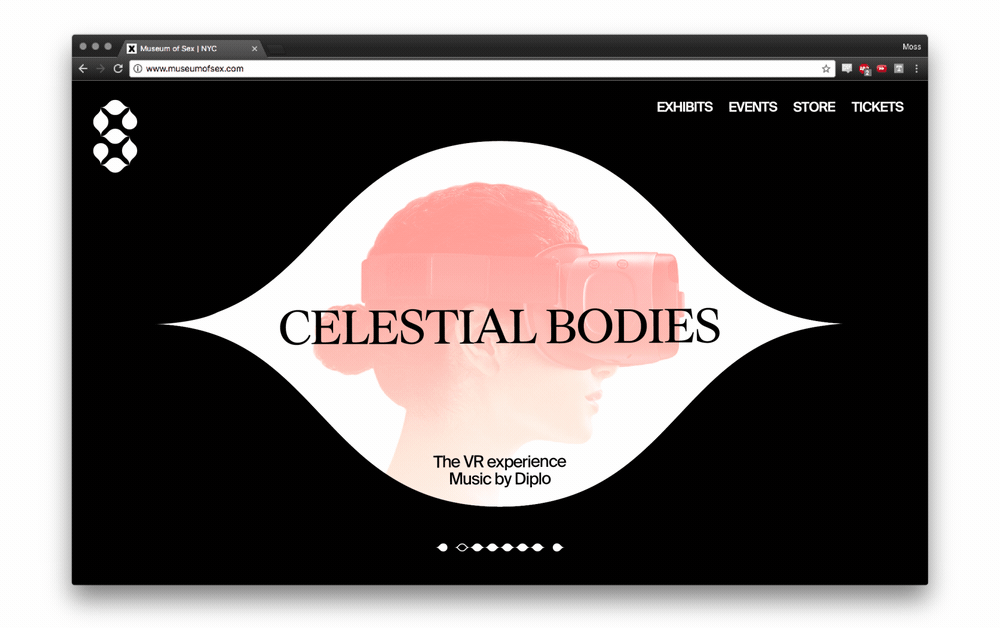 Museum of Sex | NYC
Moss
www.museumofsex.com
EXHIBITS EVENTS STORE TICKETS
CELESTIAL BODIES
The VR experience
Music by Diplo